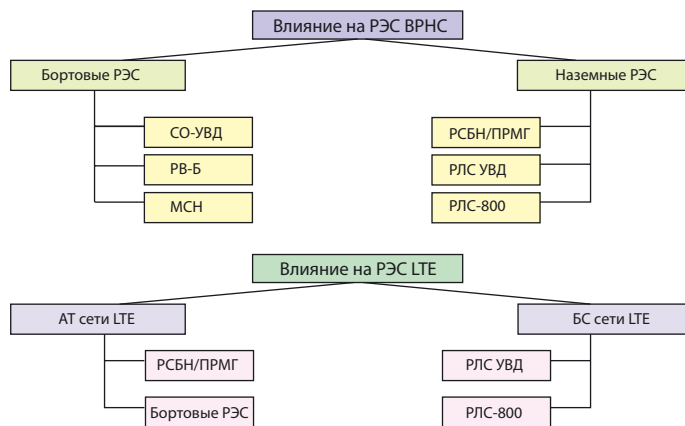 Влияние на РЭС ВРНС
Бортовые РЭС
Наземные РЭС
СО-УВД
РСБН/ПРМГ
РВ-Б
РЛС УВД
МСН
РЛС-800
Влияние на РЭС LTE
АТ сети LTE
БС сети LTE
РСБН/ПРМГ
РЛС УВД
Бортовые РЭС
РЛС-800